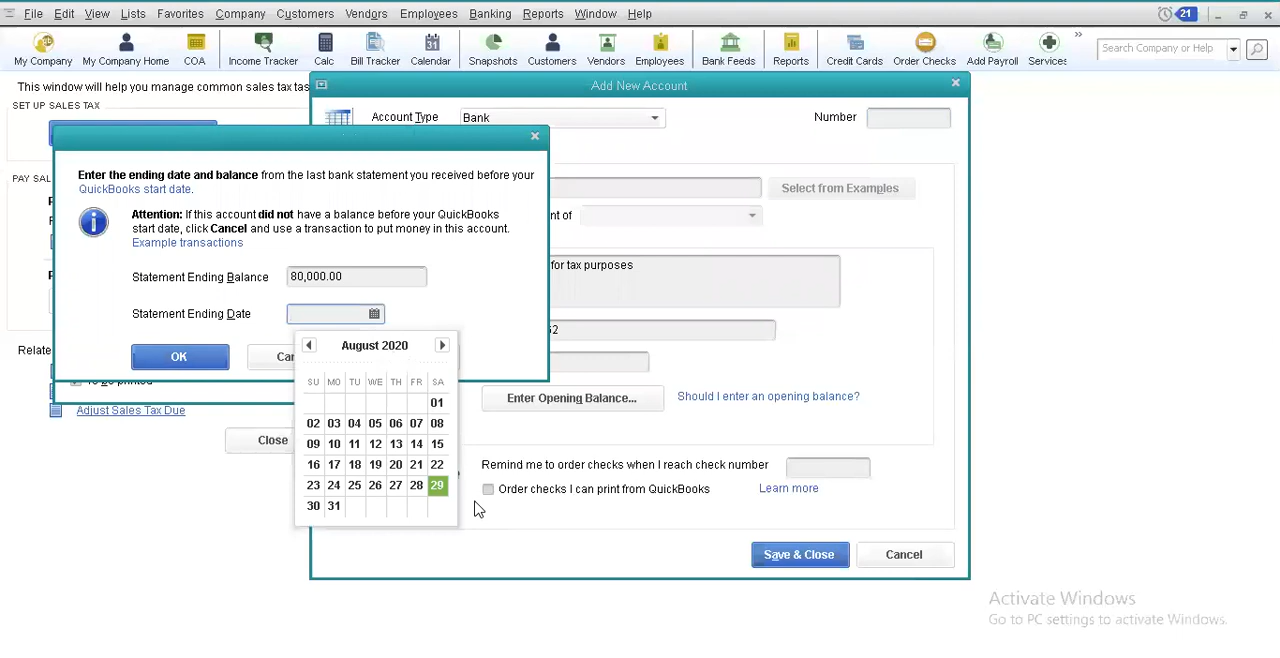 File Edit View Lists Favorites Company Customers Vendors Employees Banking Reports Window Help
21
My Company My Company Home COA Income Tracker Calc Bill Tracker Calendar Snapshots Customers Vendors Employees Bank Feeds Reports Credit Cards Order Checks Add Payroll Services
31
Search Company or Help
This window will help you manage common sales tax tas
SET UP SALES TAX
PAY SAL
Relate
Adjust Sales Tax Due
Close
Add New Account
Account Type Bank Number
Select from Examples
nt of
for tax purposes
Enter Opening Balance... Should I enter an opening balance?
Remind me to order checks when I reach check number
Order checks I can print from QuickBooks Learn more
Save & Close Cancel
Enter the ending date and balance from the last bank statement you received before your
QuickBooks start date.
Attention: If this account did not have a balance before your QuickBooks
start date, click Cancel and use a transaction to put money in this account.
Example transactions
Statement Ending Balance 80,000.00
Statement Ending Date
OK Can
August 2020
SU MO TU WE TH FR SA
01
02 03 04 05 06 07 08
09 10 11 12 13 14 15
16 17 18 19 20 21 22
23 24 25 26 27 28 29
30 31
Activate Windows
Go to PC settings to activate Windows.